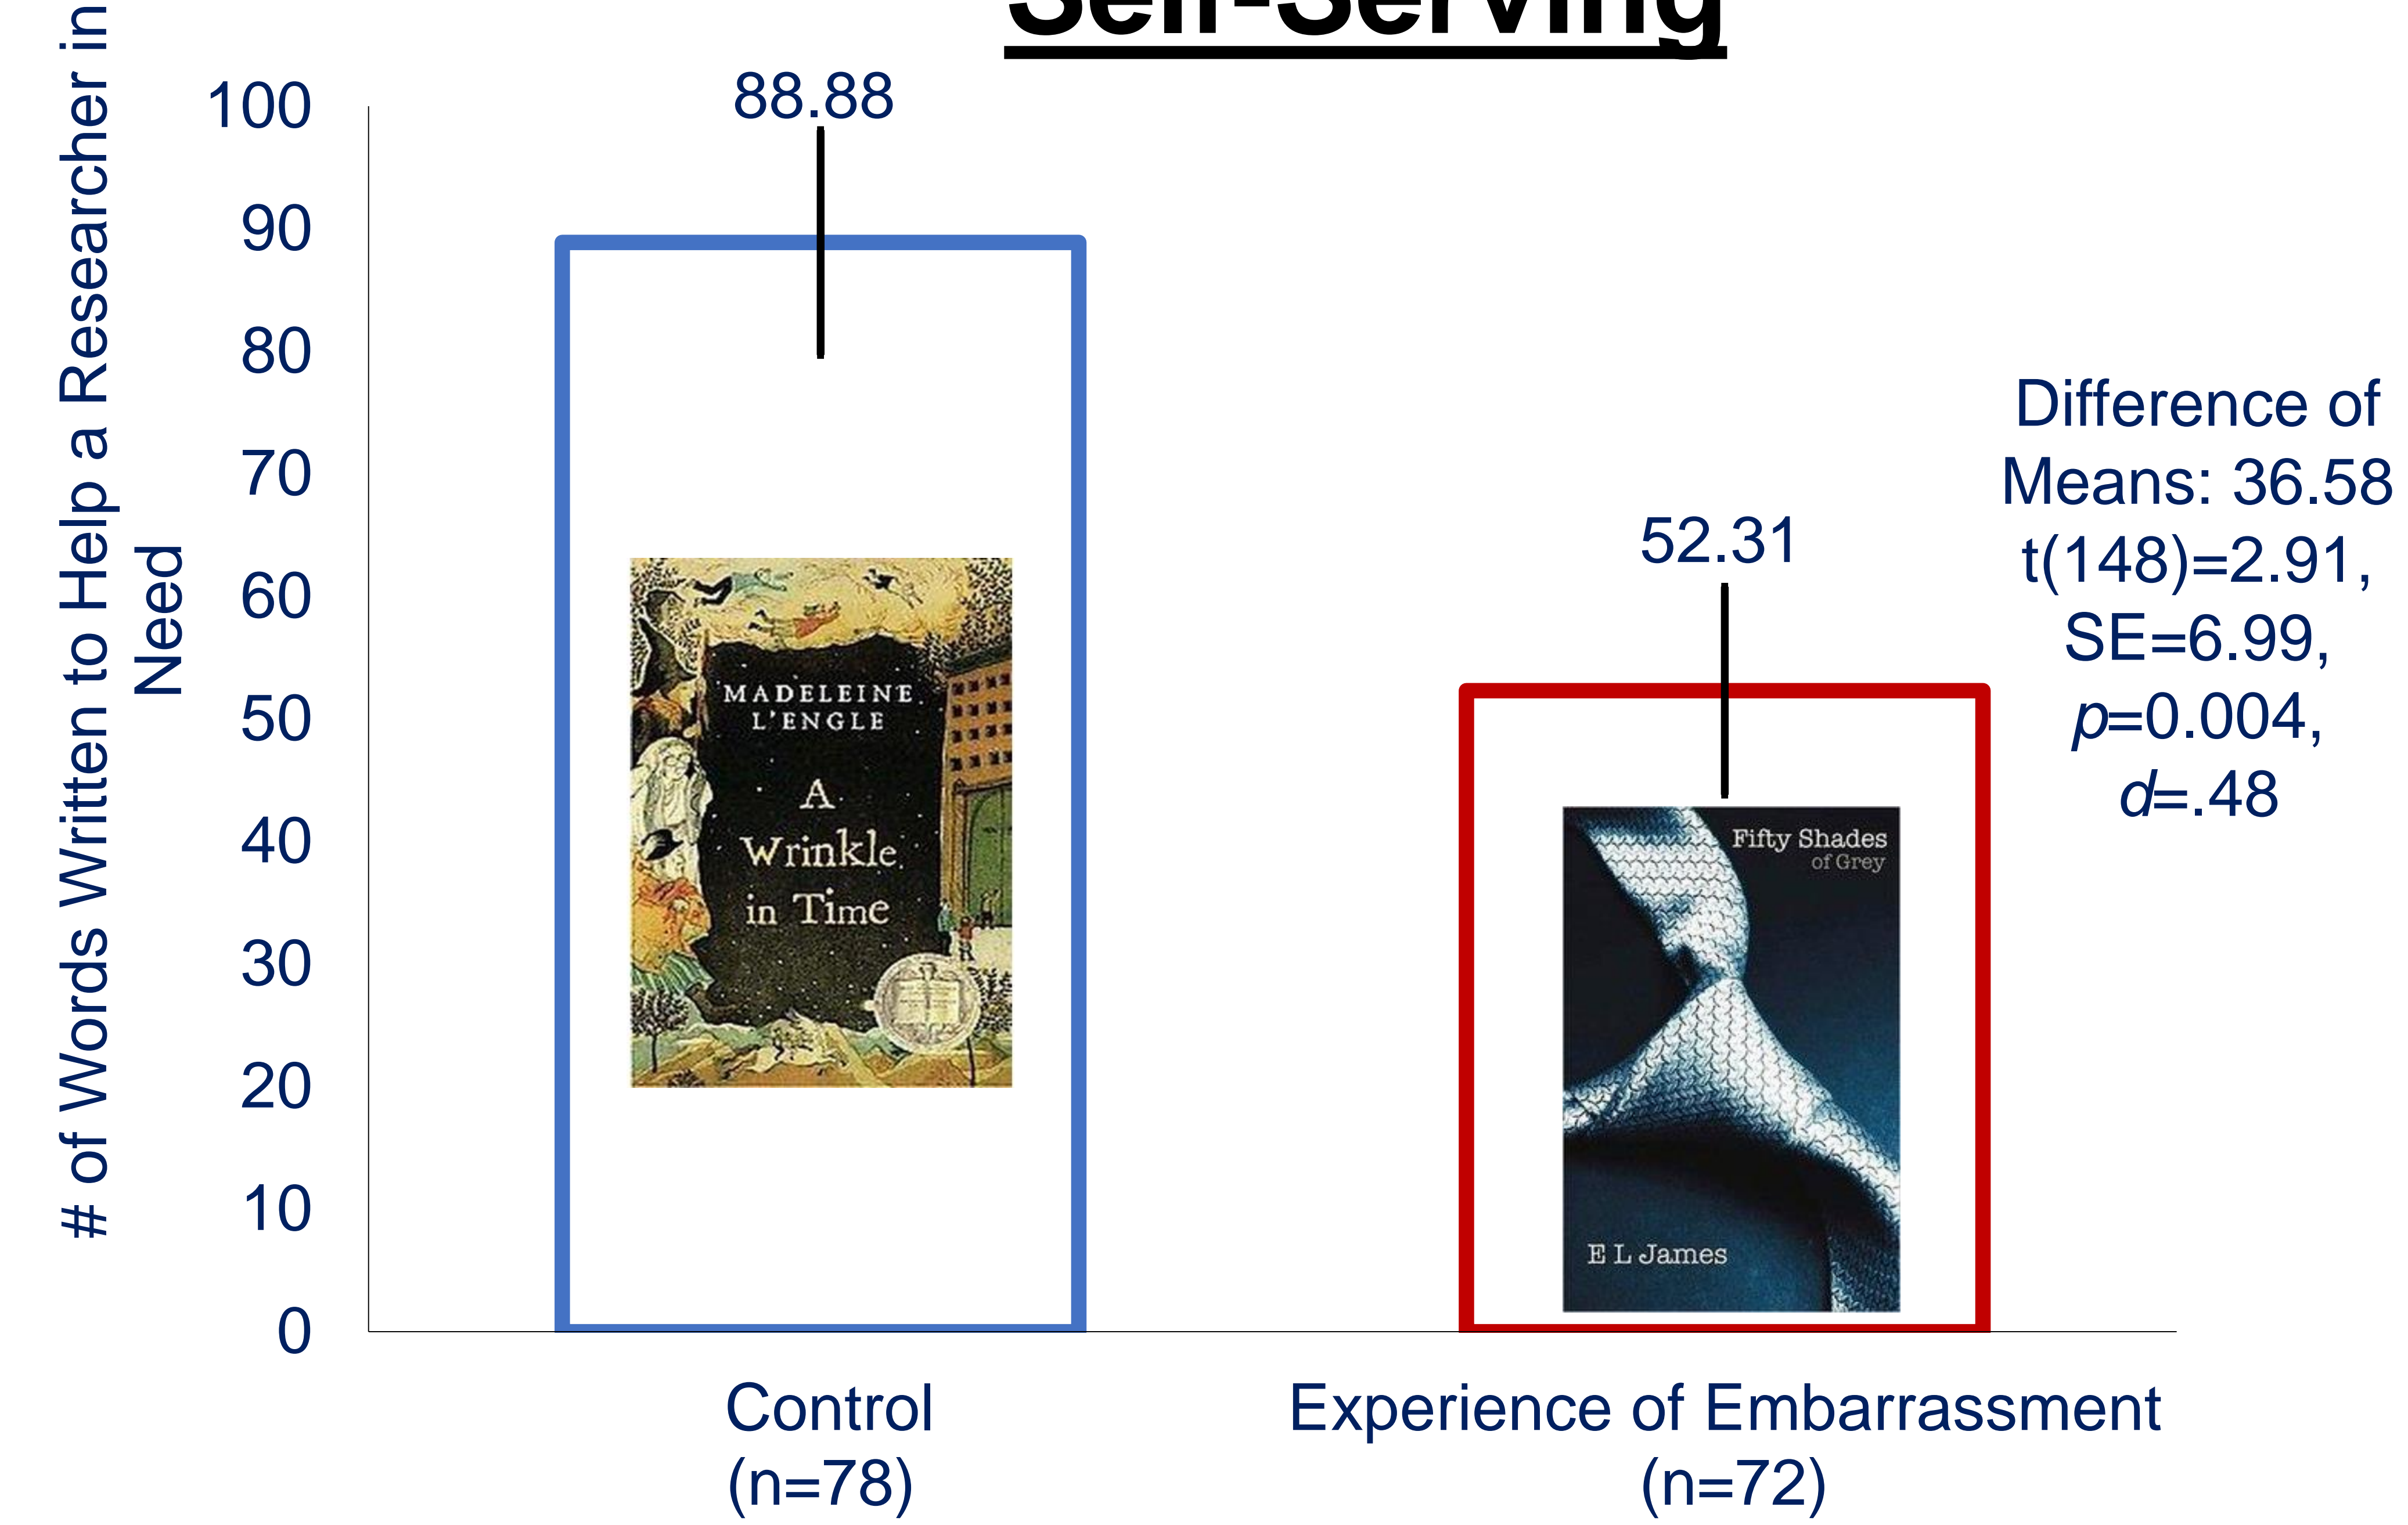 Self-Serving
# of Words Written to Help a Researcher in
Need
100
90
80
70
60
50
40
30
20
10
0
88.88
MADELEINE
L'ENGLE
A
Wrinkle
in Time
52.31
Fifty Shades
of Grey
E L James
Difference of
Means: 36.58
t(148)=2.91,
SE=6.99,
p=0.004,
d=.48
Control
(n=78)
Experience of Embarrassment
(n=72)